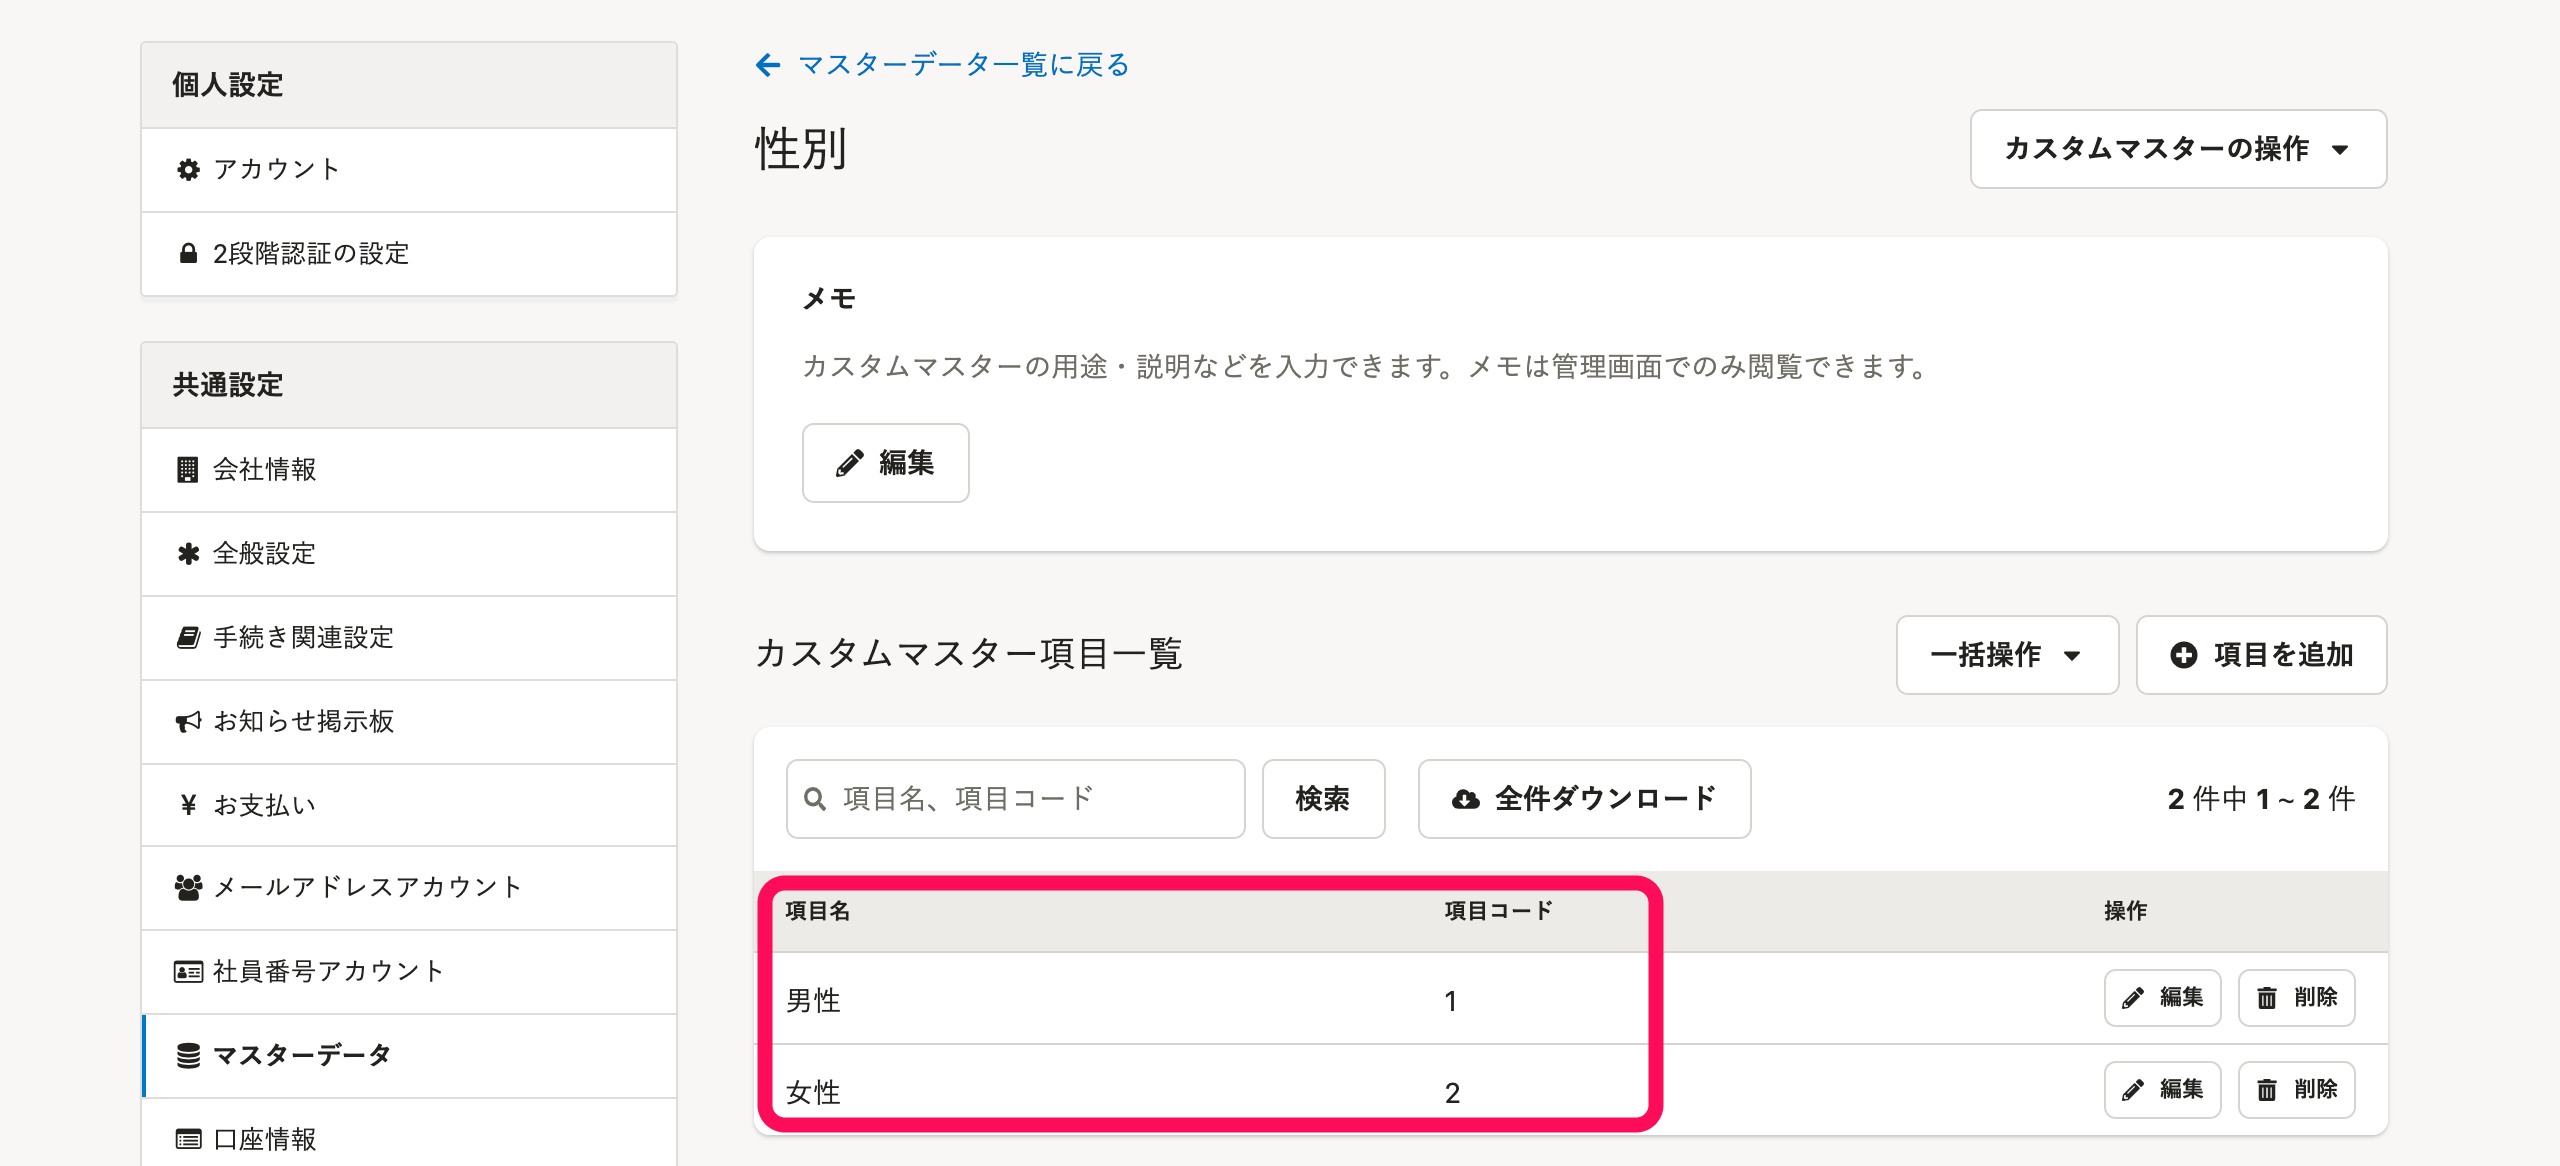 個人設定
アカウント
2段階認証の設定
共通設定
会社情報
全般設定
手続き関連設定
お知らせ掲示板
お支払い
メールアドレスアカウント
社員番号アカウント
マスターデータ
口座情報
マスターデータ一覧に戻る
性別
カスタムマスターの操作
メモ
カスタムマスターの用途・説明などを入力できます。メモは管理画面でのみ閲覧できます。
編集
カスタムマスター項目一覧
一括操作
項目を追加
項目名、項目コード
検索
全件ダウンロード
2 件中 1 ~ 2 件
項目名 項目コード 操作
男性 1 編集 削除
女性 2 編集 削除